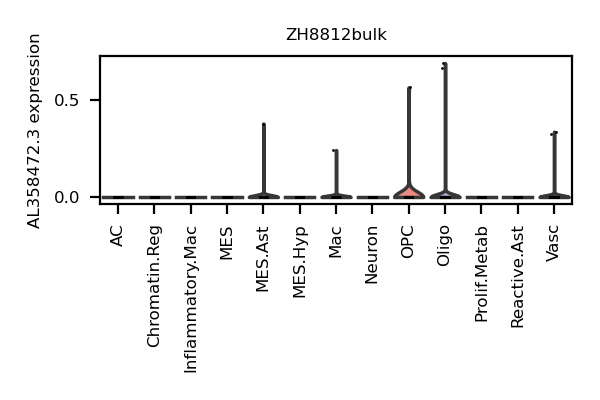 ZH8812bulk
AL358472.3 expression
0.5
0.0
AC
Chromatin.Reg
Inflammatory.Mac
MES
MES.Ast
MES.Hyp
Mac
Neuron
OPC
Oligo
Prolif.Metab
Reactive.Ast
Vasc